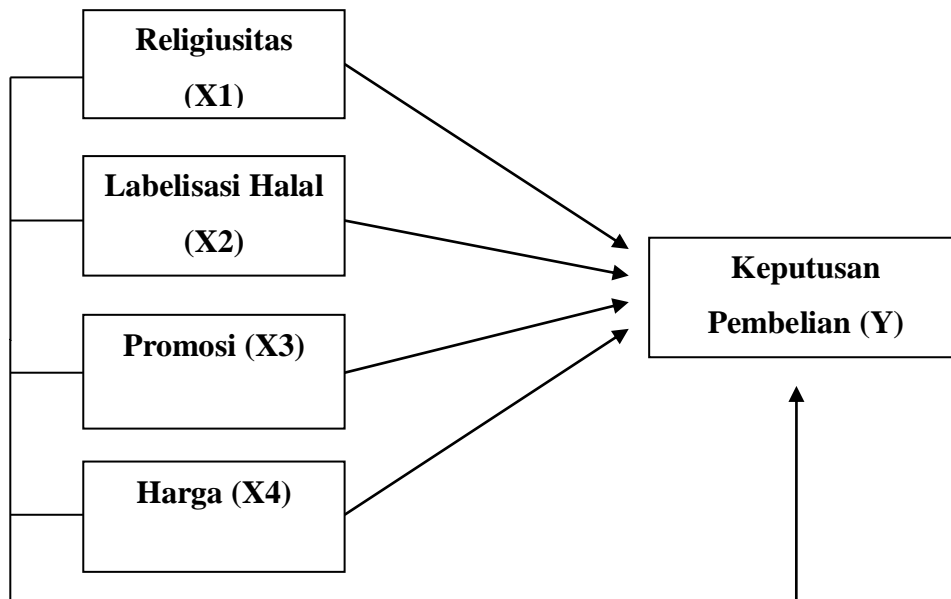 Religiusitas
(X1)
Labelisasi Halal
(X2)
Promosi (X3)
Harga (X4)
Keputusan
Pembelian (Y)